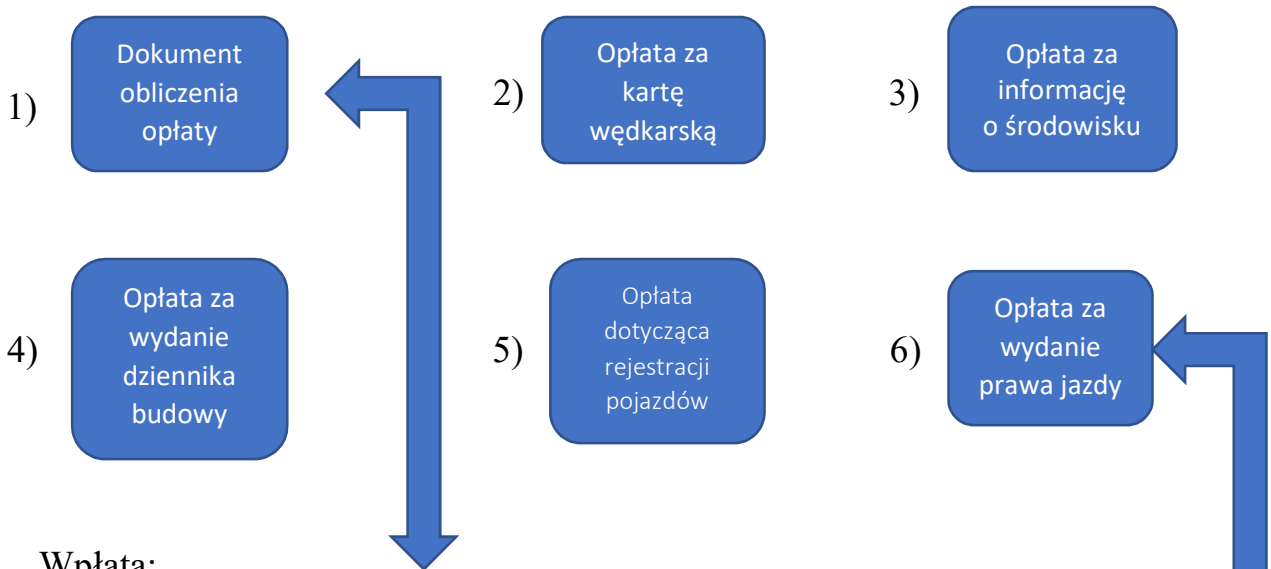 1)
Dokument
obliczenia
opłaty
2)
Opłata za
kartę
wędkarską
3)
Opłata za
informację
o środowisku
4)
Opłata za
wydanie
dziennika
budowy
5)
Opłata
dotycząca
rejestracji
pojazdów
6)
Opłata za
wydanie
prawa jazdy
Wpłata: